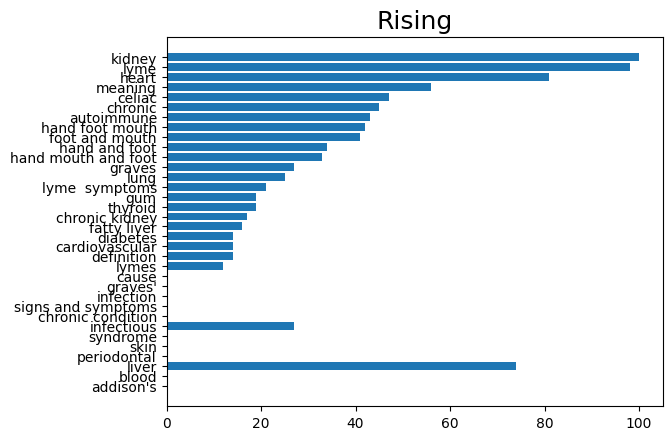 Rising
kidney
lyme
heart
meaning
celiac
chronic
autoimmune
hand foot mouth
foot and mouth
hand and foot
hand mouth and foot
graves
lung
lyme  symptoms
gum
thyroid
chronic kidney
fatty liver
diabetes
cardiovascular
definition
lymes
cause
graves'
infection
signs and symptoms
chronic condition
infectious
syndrome
skin
periodontal
liver
blood
addison's
0 20 40 60 80 100